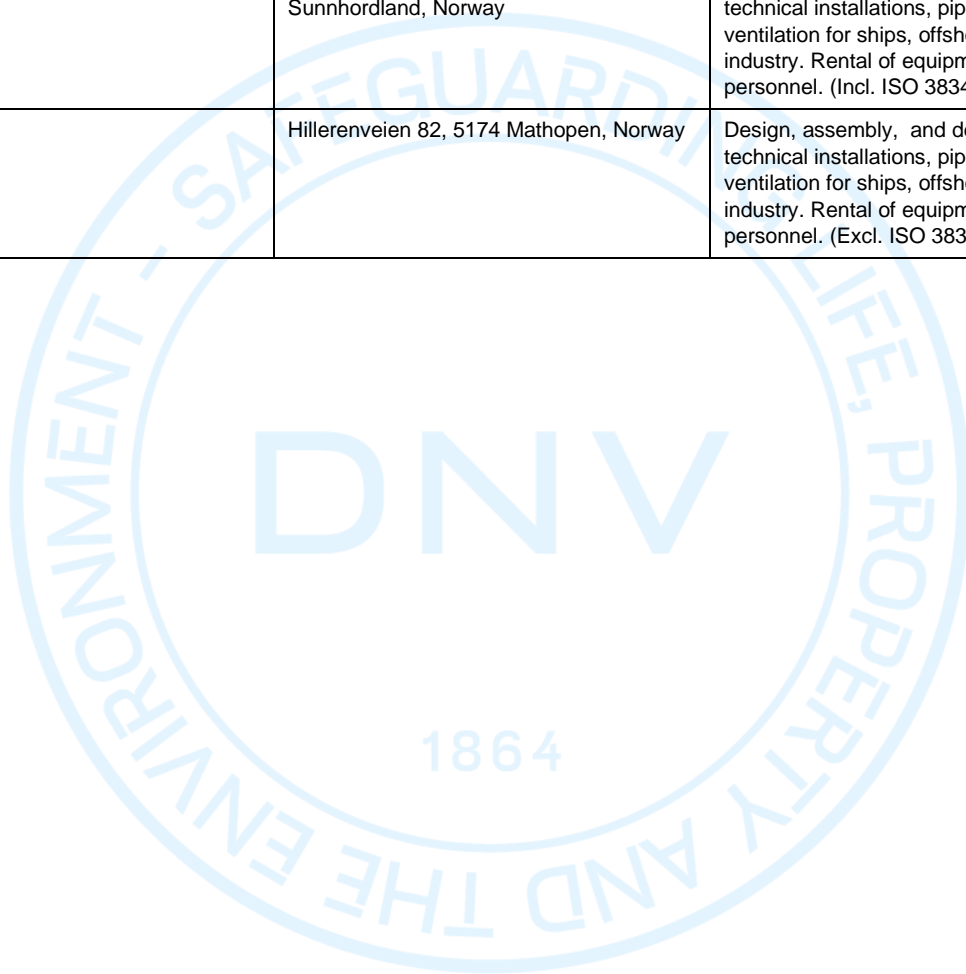 Sunnhordland, Norway
technical installations, pip
ventilation for ships, offsh
industry. Rental of equipm
personnel. (Incl. ISO 3834
Hillerenveien 82, 5174 Mathopen, Norway
Design, assembly, and de
technical installations, pip
ventilation for ships, offsh
industry. Rental of equipm
personnel. (Excl. ISO 383
SAFEGUARDING LIFE, PROPERTY AND THE ENVIRONMENT -
DNV
1864